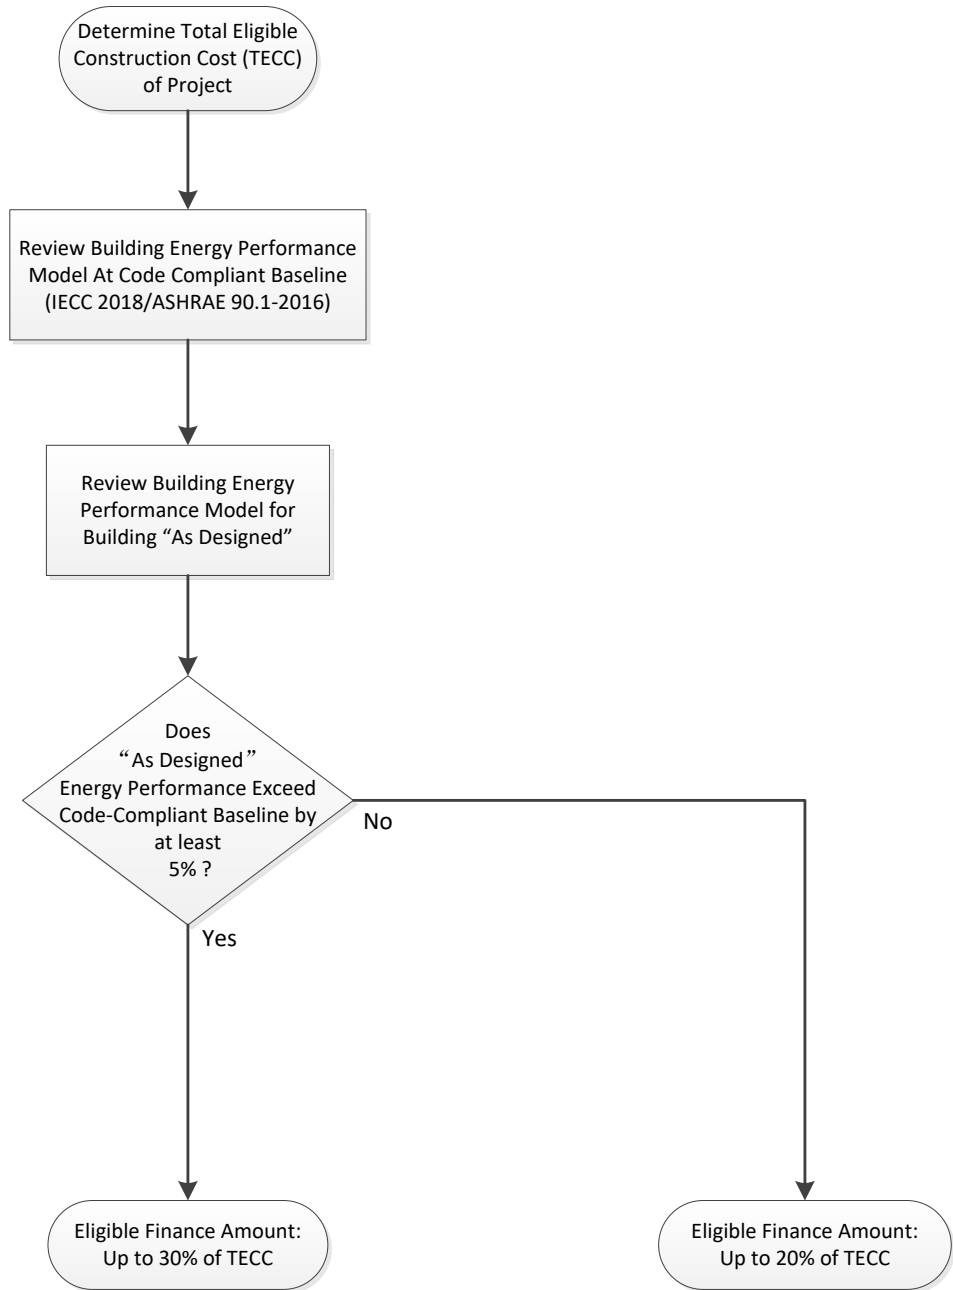 Determine Total Eligible
Construction Cost (TECC)
of Project
Review Building Energy Performance
Model At Code Compliant Baseline
(IECC 2018/ASHRAE 90.1-2016)
Review Building Energy
Performance Model for
Building “As Designed”
Does
“As Designed”
Energy Performance Exceed
Code-Compliant Baseline by
at least
5% ?
No
Yes
Eligible Finance Amount:
Up to 30% of TECC
Eligible Finance Amount:
Up to 20% of TECC